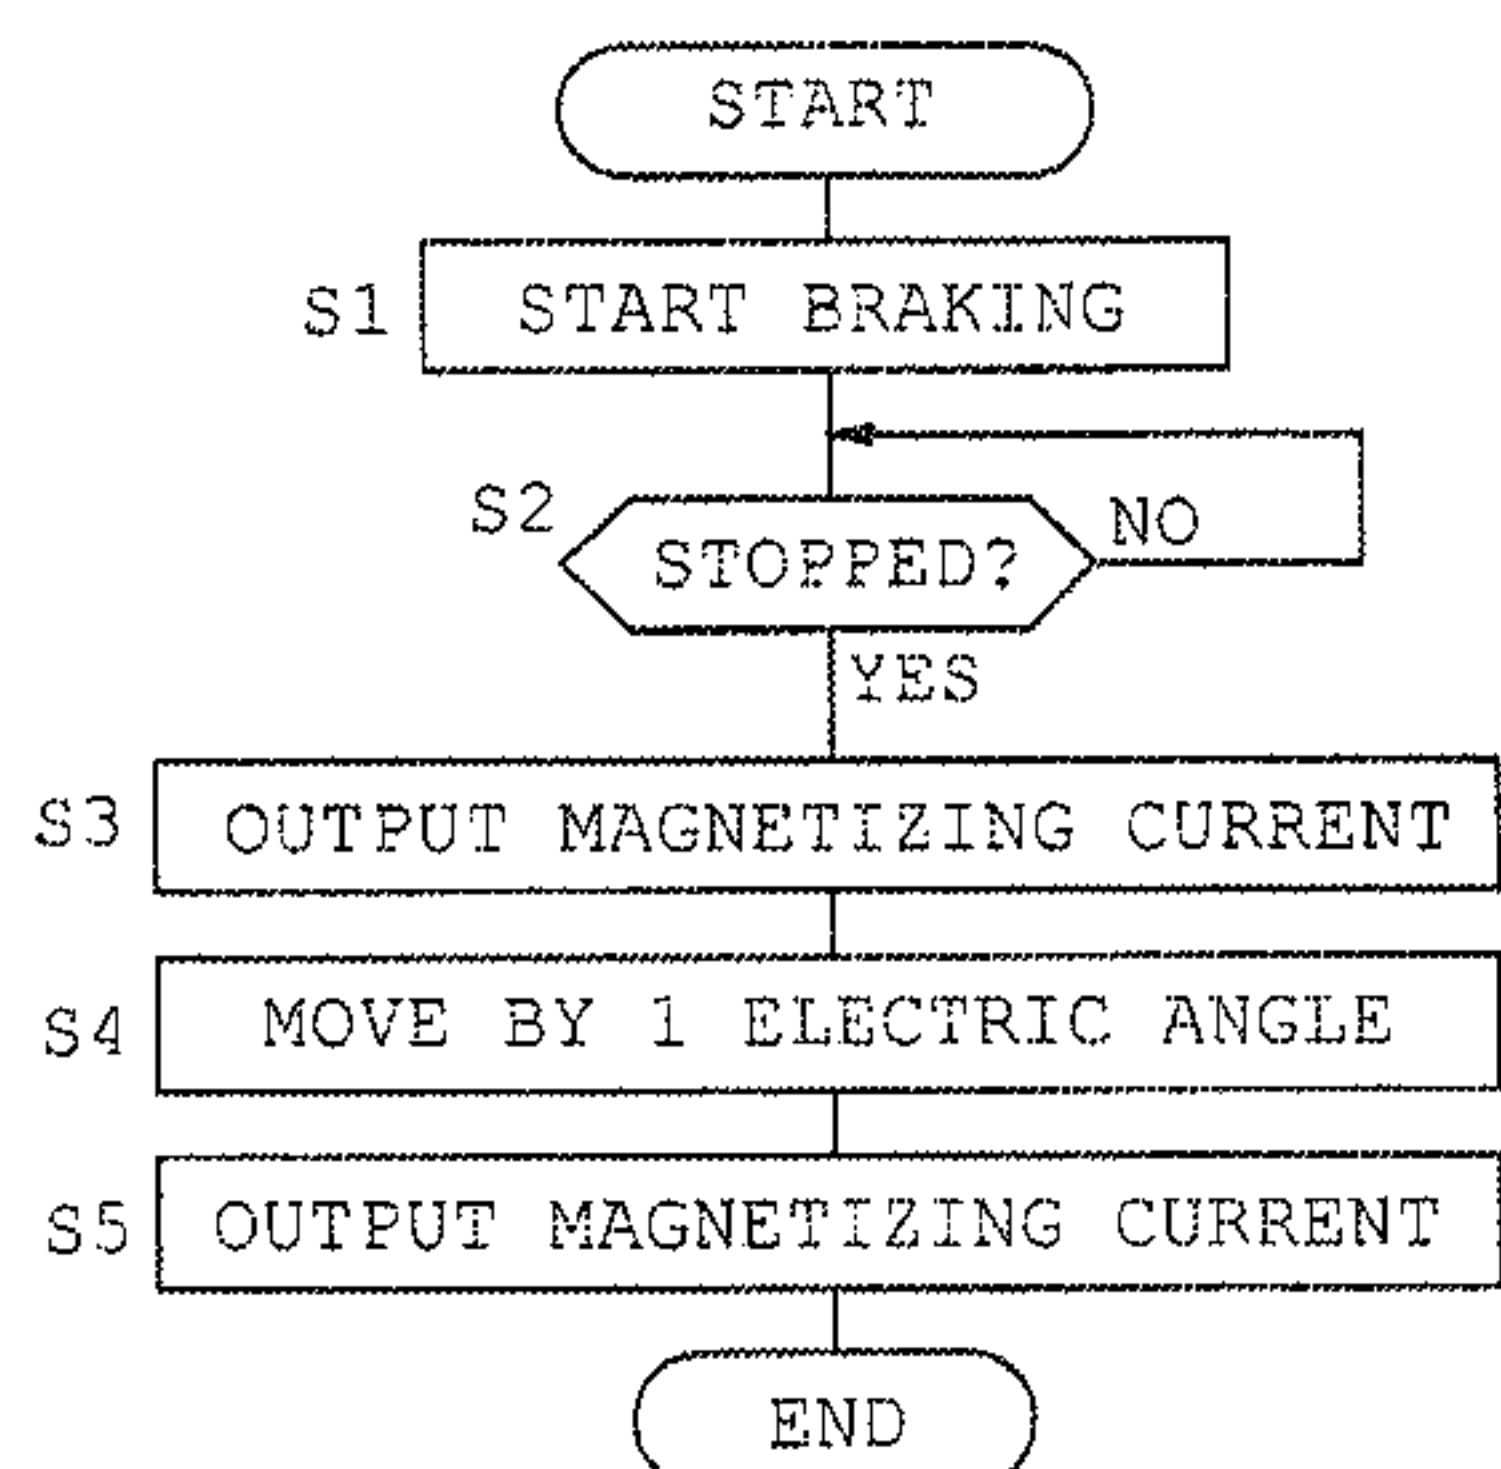 START
S1 START BRAKING
S2 STOPPED? NO
YES
S3 OUTPUT MAGNETIZING CURRENT
S4 MOVE BY 1 ELECTRIC ANGLE
S5 OUTPUT MAGNETIZING CURRENT
END